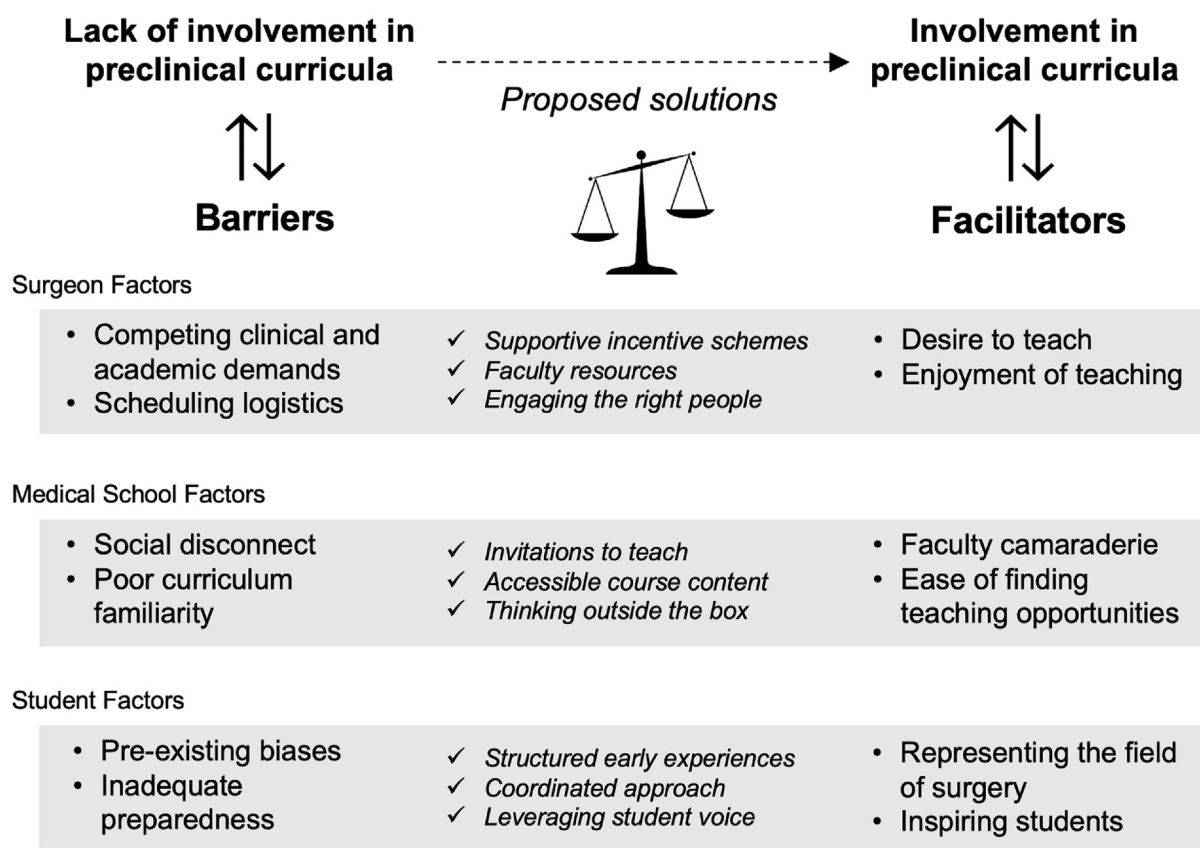 Lack of involvement in
preclinical curricula
Proposed solutions
Involvement in
preclinical curricula
Barriers
Facilitators
Surgeon Factors
• Competing clinical and
academic demands
• Scheduling logistics
✓ Supportive incentive schemes
✓ Faculty resources
✓ Engaging the right people
• Desire to teach
• Enjoyment of teaching
Medical School Factors
• Social disconnect
• Poor curriculum
familiarity
✓ Invitations to teach
✓ Accessible course content
✓ Thinking outside the box
• Faculty camaraderie
• Ease of finding
teaching opportunities
Student Factors
• Pre-existing biases
• Inadequate
preparedness
✓ Structured early experiences
✓ Coordinated approach
✓ Leveraging student voice
• Representing the field
of surgery
• Inspiring students